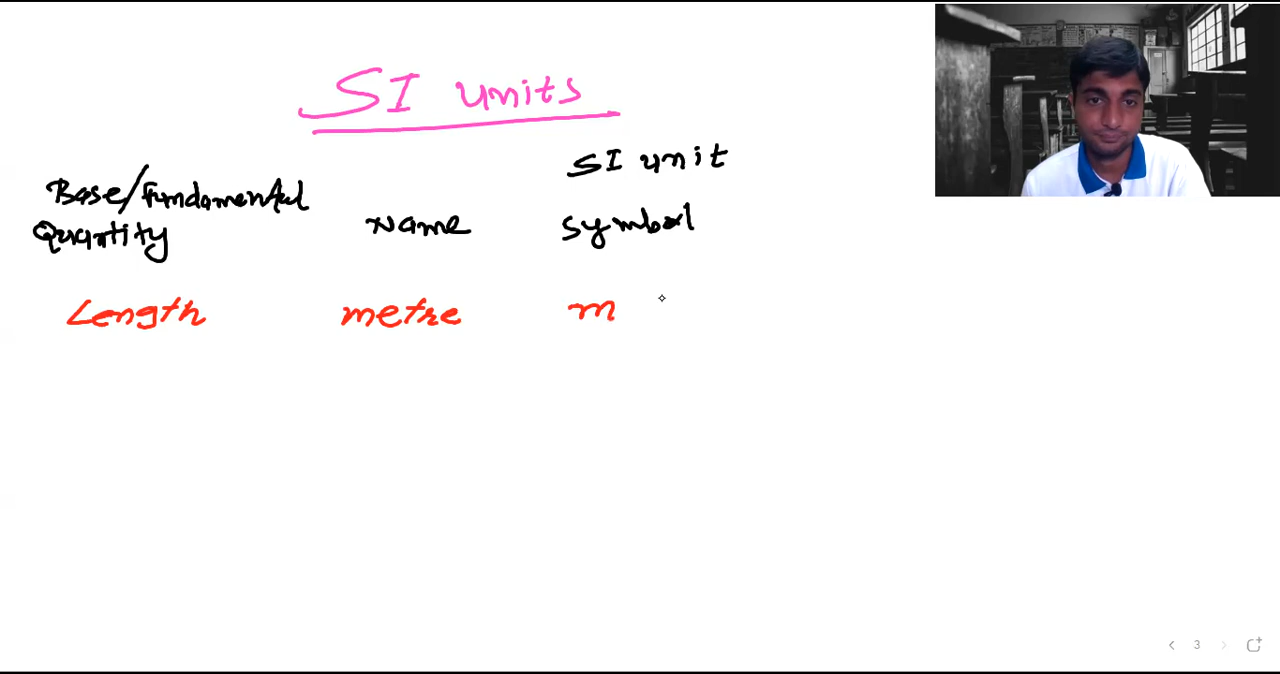 SI units
SI unit
Base/Fundamental
Quantity Name Symbol
Length metre m
3